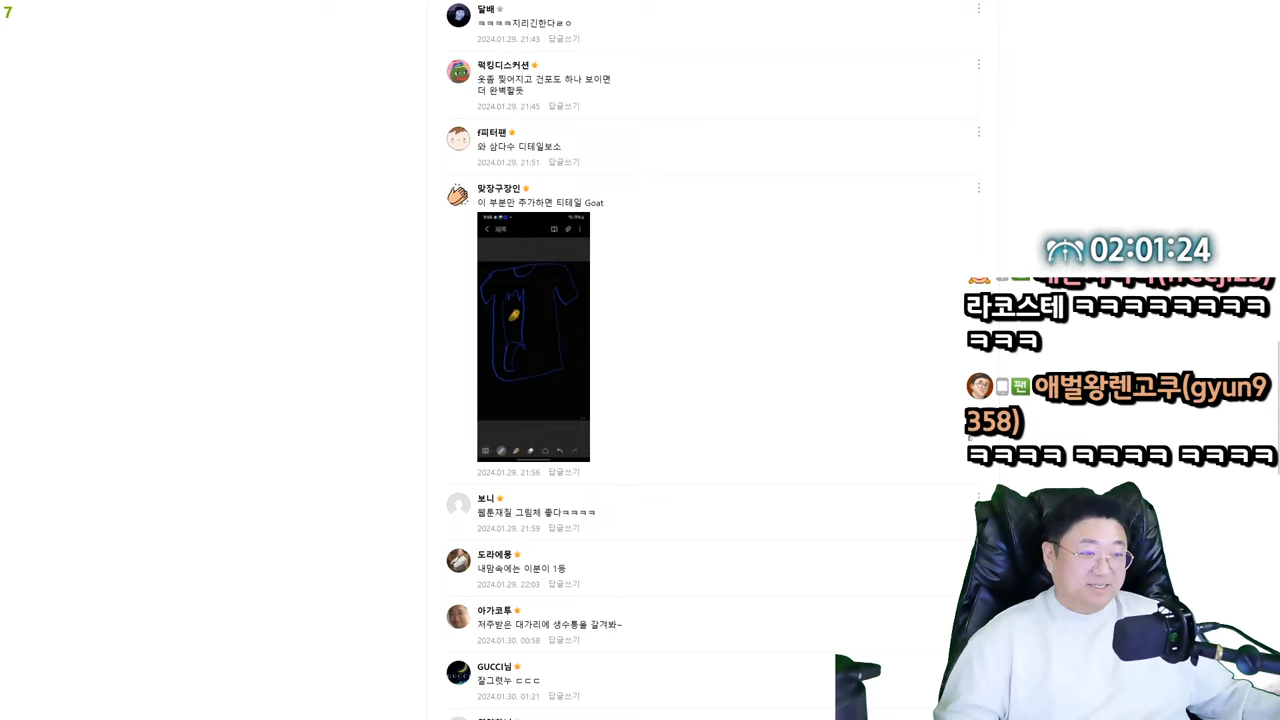 7
달배
ㅋㅋㅋㅋ지리긴한다ㄹㅇ
2024.01.29. 21:43 답글쓰기
퍽킹디스커션
옷좀 찢어지고 건포도 하나 보이면
더 완벽할듯
2024.01.29. 21:45 답글쓰기
f피터팬
와 삼다수 디테일보소
2024.01.29. 21:51 답글쓰기
맞장구장인
이 부분만 추가하면 티테일 Goat
제목
2024.01.29. 21:56 답글쓰기
보니
웹툰재질 그림체 좋다ㅋㅋㅋㅋ
2024.01.29. 21:59 답글쓰기
도라에몽
내맘속에는 이분이 1등
2024.01.29. 22:03 답글쓰기
아가코투
저주받은 대가리에 생수통을 갈겨봐~
2024.01.30. 00:58 답글쓰기
GUCCI님
잘그렷누 ㄷㄷㄷ
2024.01.30. 01:21 답글쓰기
02:01:24
라코스테 ㅋㅋㅋㅋㅋㅋㅋㅋ
ㅋㅋㅋ
짼 애벌왕렌고쿠(gyun9
358)
ㅋㅋㅋㅋ ㅋㅋㅋㅋ ㅋㅋㅋㅋ